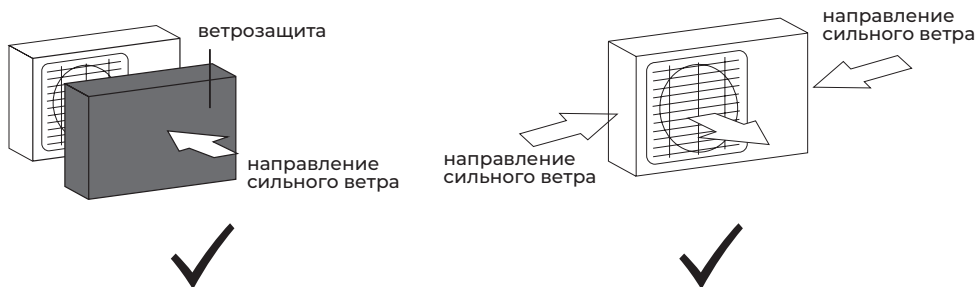 ветрозащита
направление
сильного ветра
направление
сильного ветра
направление
сильного ветра